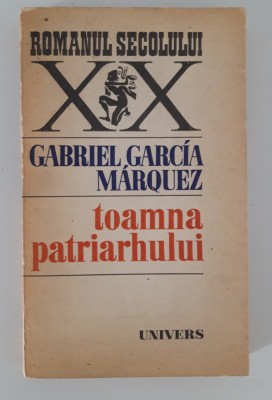 ROMANUL SECOLULUI
XX
GABRIEL GARCÍA
MÁRQUEZ
toamna
patriarhului
UNIVERS